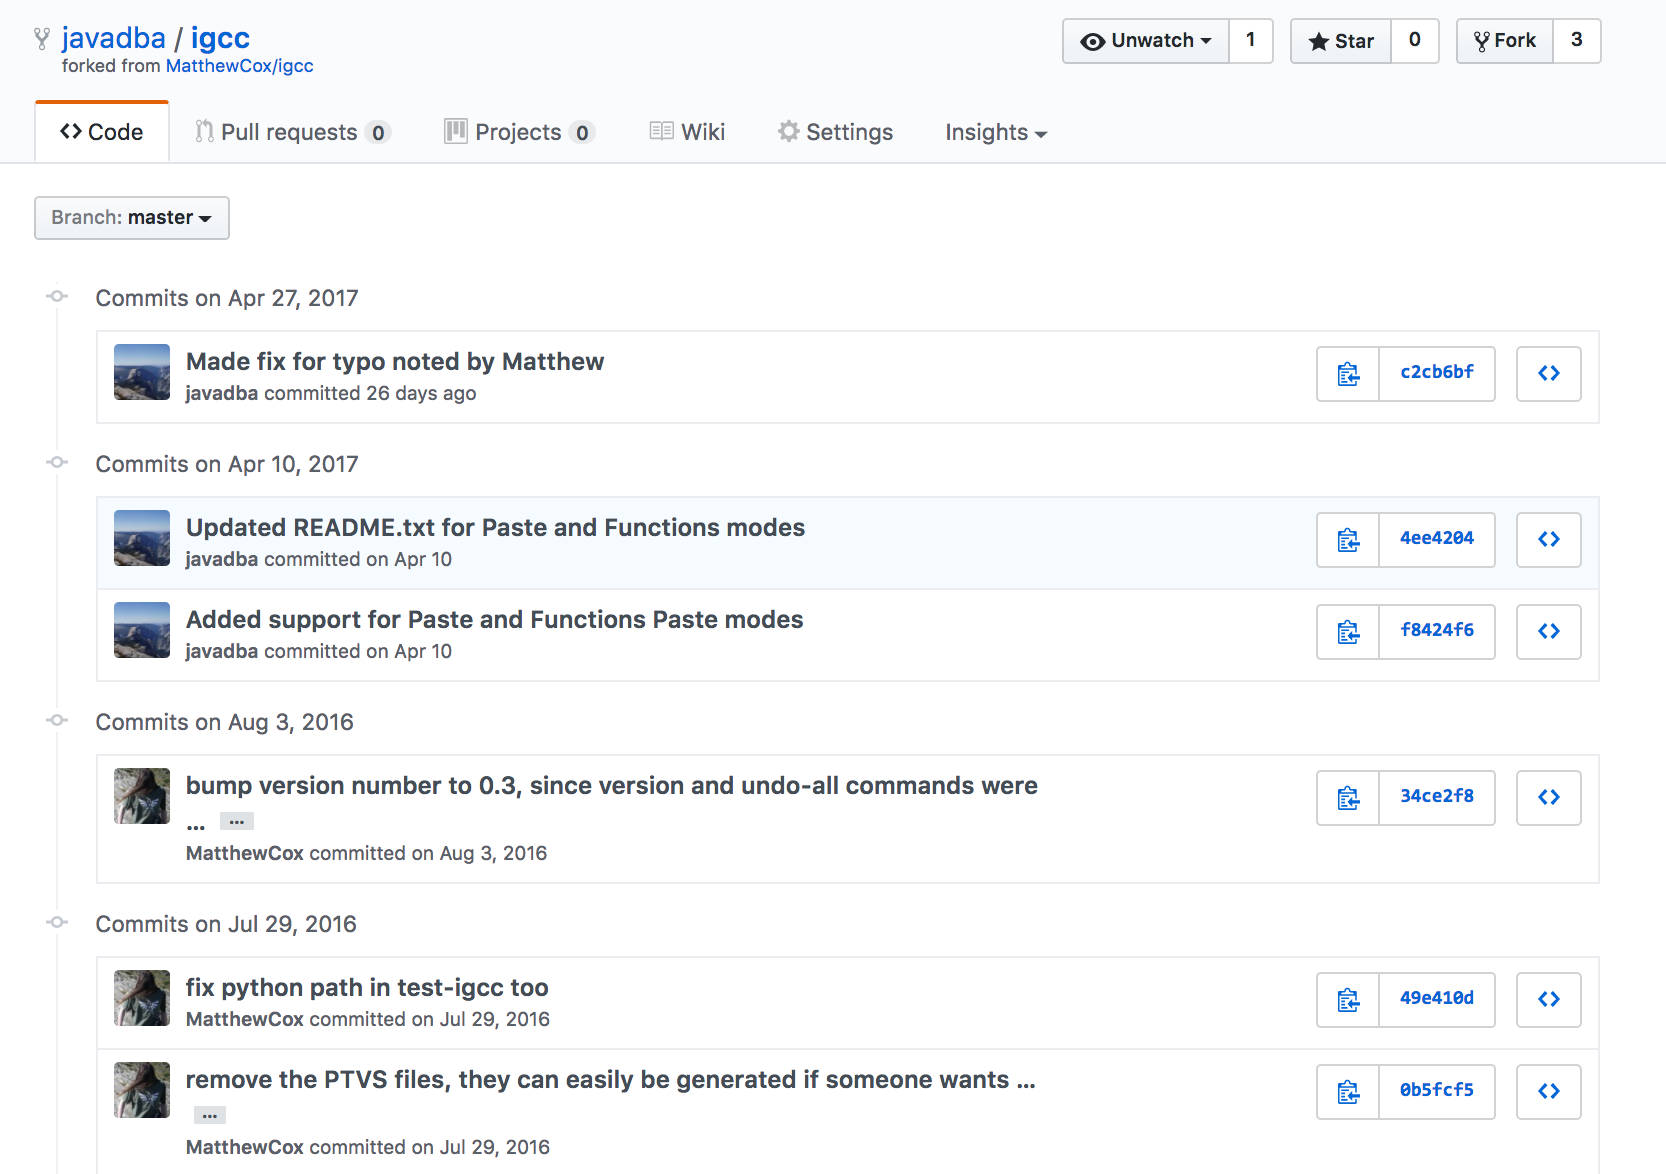 javadba / igcc
forked from MatthewCox/igcc
Unwatch 1 Star 0 Fork 3
Code Pull requests 0 Projects 0 Wiki Settings Insights
Branch: master
Commits on Apr 27, 2017
Made fix for typo noted by Matthew
javadba committed 26 days ago
c2cb6bf
Commits on Apr 10, 2017
Updated README.txt for Paste and Functions modes
javadba committed on Apr 10
4ee4204
Added support for Paste and Functions Paste modes
javadba committed on Apr 10
f8424f6
Commits on Aug 3, 2016
bump version number to 0.3, since version and undo-all commands were
... ...
MatthewCox committed on Aug 3, 2016
34ce2f8
Commits on Jul 29, 2016
fix python path in test-igcc too
MatthewCox committed on Jul 29, 2016
49e410d
remove the PTVS files, they can easily be generated if someone wants ...
...
MatthewCox committed on Jul 29, 2016
0b5fcf5